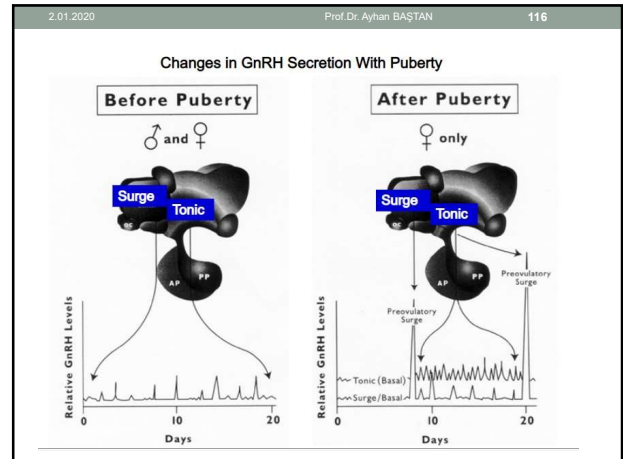 2.01.2020 Prof.Dr. Ayhan BAŞTAN 116
Changes in GnRH Secretion With Puberty
Before Puberty
♂ and ♀
Surge
Tonic
OC
AP
PP
Relative GnRH Levels
0
10
20
Days
After Puberty
♀ only
Surge
Tonic
OC
AP
PP
Preovulatory
Surge
Preovulatory
Surge
Relative GnRH Levels
Tonic (Basal)
Surge/Basal
0
10
20
Days